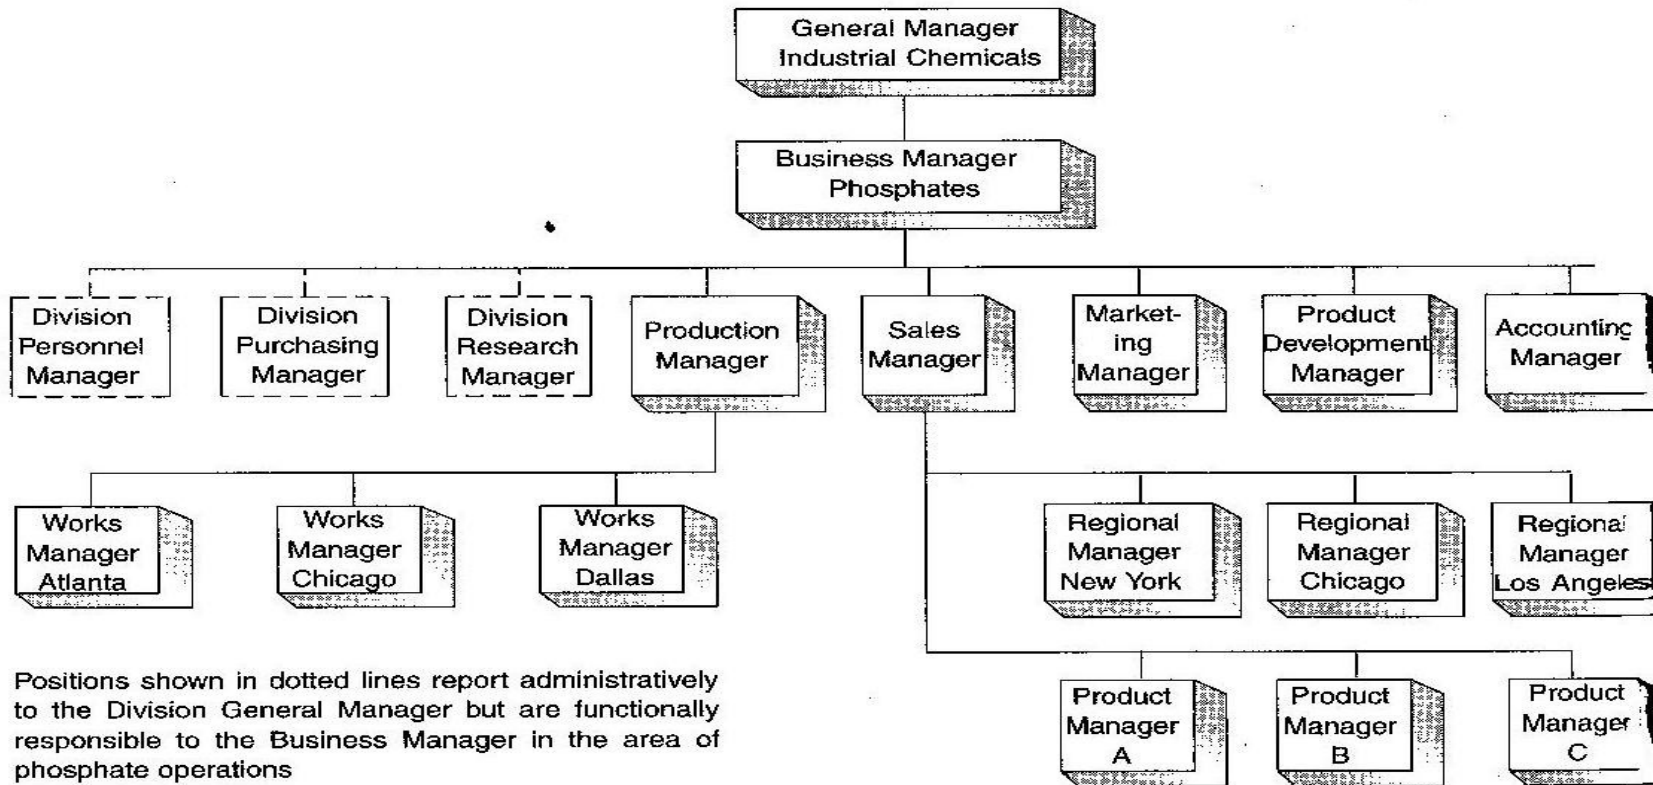 General Manager
Industrial Chemicals
Business Manager
Phosphates
Division
Personnel
Manager
Division
Purchasing
Manager
Division
Research
Manager
Production
Manager
Sales
Manager
Market-
ing
Manager
Product
Development
Manager
Accounting
Manager
Works
Manager
Atlanta
Works
Manager
Chicago
Works
Manager
Dallas
Regional
Manager
New York
Regional
Manager
Chicago
Regional
Manager
Los Angeles
Product
Manager
A
Product
Manager
B
Product
Manager
C
Positions shown in dotted lines report administratively
to the Division General Manager but are functionally
responsible to the Business Manager in the area of
phosphate operations